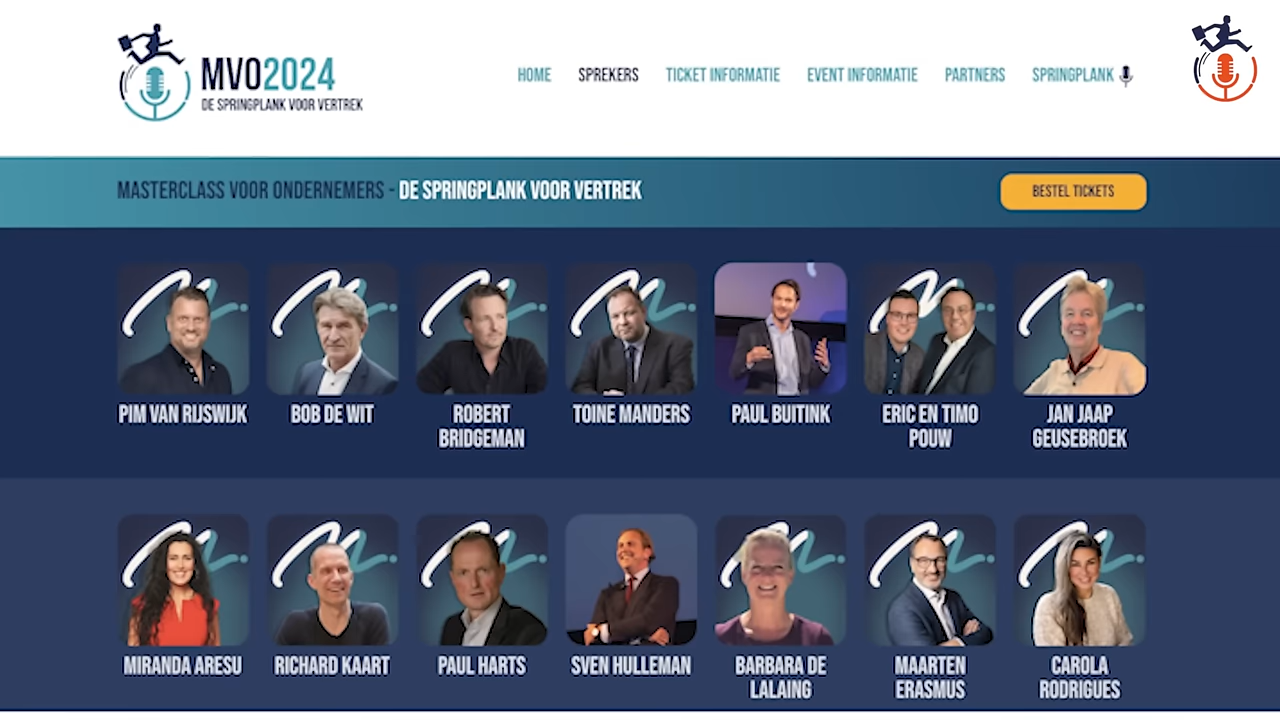 MVO2024
DE SPRINGPLANK VOOR VERTREK
HOME SPREKERS TICKET INFORMATIE EVENT INFORMATIE PARTNERS SPRINGPLANK
MASTERCLASS VOOR ONDERNEMERS - DE SPRINGPLANK VOOR VERTREK
BESTEL TICKETS
PIM VAN RIJSWIJK
BOB DE WIT
ROBERT
BRIDGEMAN
TOINE MANDERS
PAUL BUITINK
ERIC EN TIMO
POUW
JAN JAAP
GEUSEBROEK
MIRANDA ARESU
RICHARD KAART
PAUL HARTS
SVEN HULLEMAN
BARBARA DE
LALAING
MAARTEN
ERASMUS
CAROLA
RODRIGUES